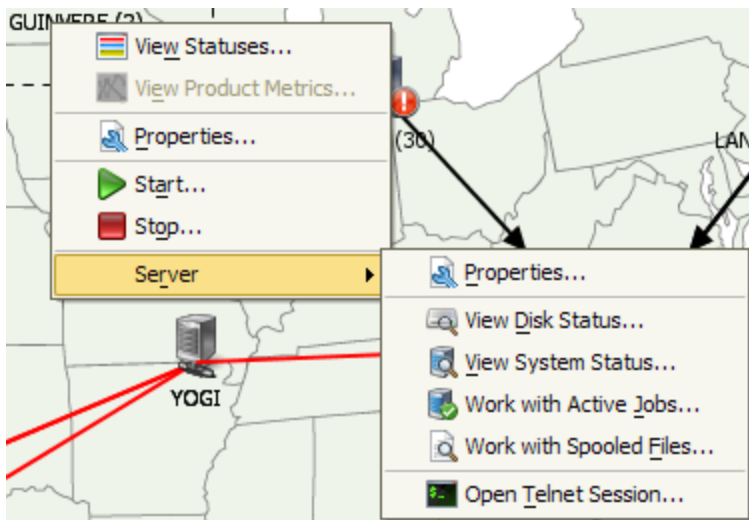 GUINVERE (2)
View Statuses...
View Product Metrics...
Properties...
Start...
Stop...
Server
(30)
LAN
Properties...
View Disk Status...
View System Status...
Work with Active Jobs...
Work with Spooled Files...
Open Telnet Session...
YOGI